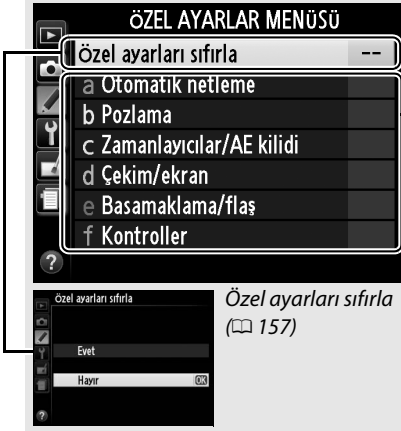 ÖZEL AYARLAR MENÜSÜ
Özel ayarları sıfırla --
a Otomatik netleme
b Pozlama
c Zamanlayıcılar/AE kilidi
d Çekim/ekran
e Basamaklama/flaş
f Kontroller
?
Özel ayarları sıfırla
Evet
Hayır OK
?
Özel ayarları sıfırla
(📖 157)